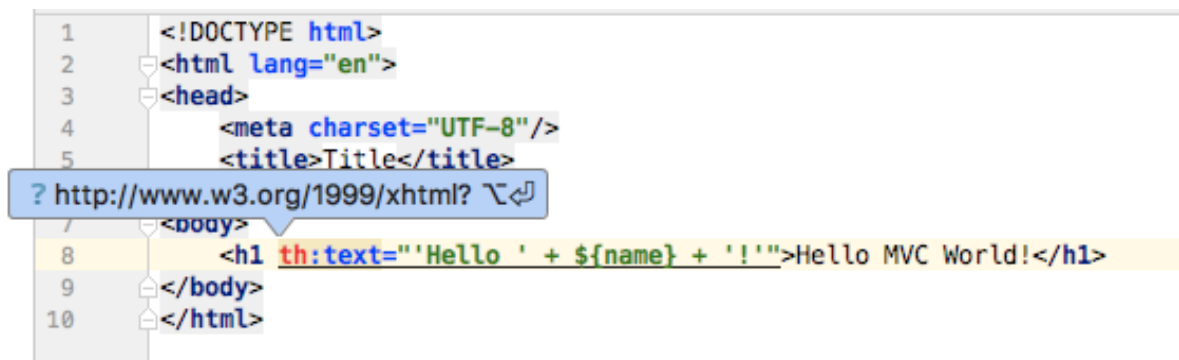 1 <!DOCTYPE html>
2 <html lang="en">
3 <head>
4 <meta charset="UTF-8"/>
5 <title>Title</title>
? http://www.w3.org/1999/xhtml? ⌥⏎
7 <body>
8 <h1 th:text="'Hello ' + ${name} + '!'">Hello MVC World!</h1>
9 </body>
10 </html>